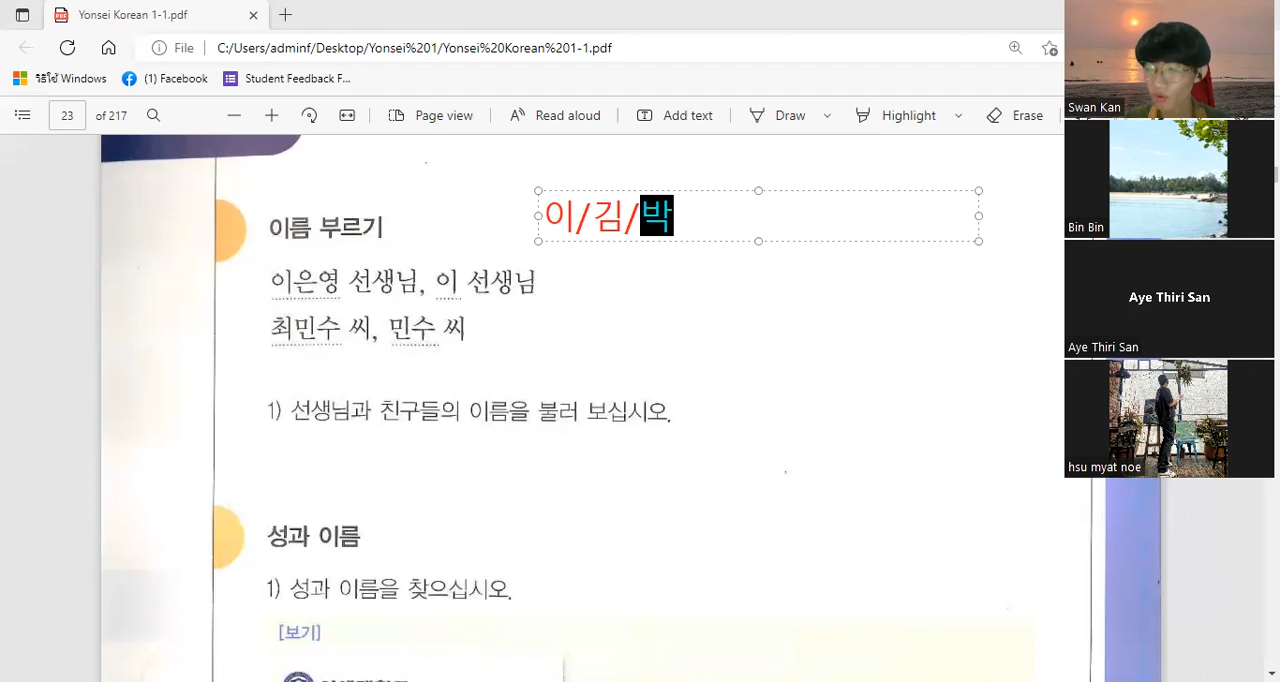 Yonsei Korean 1-1.pdf
File C:/Users/adminf/Desktop/Yonsei%201/Yonsei%20Korean%201-1.pdf
วิธีใช้ Windows (1) Facebook Student Feedback F...
23 of 217 Page view Read aloud Add text Draw Highlight Erase
이/김/박
이름 부르기
이은영 선생님, 이 선생님
최민수 씨, 민수 씨
1) 선생님과 친구들의 이름을 불러 보십시오.
성과 이름
1) 성과 이름을 찾으십시오.
[보기]
Swan Kan
Bin Bin
Aye Thiri San
Aye Thiri San
hsu myat noe